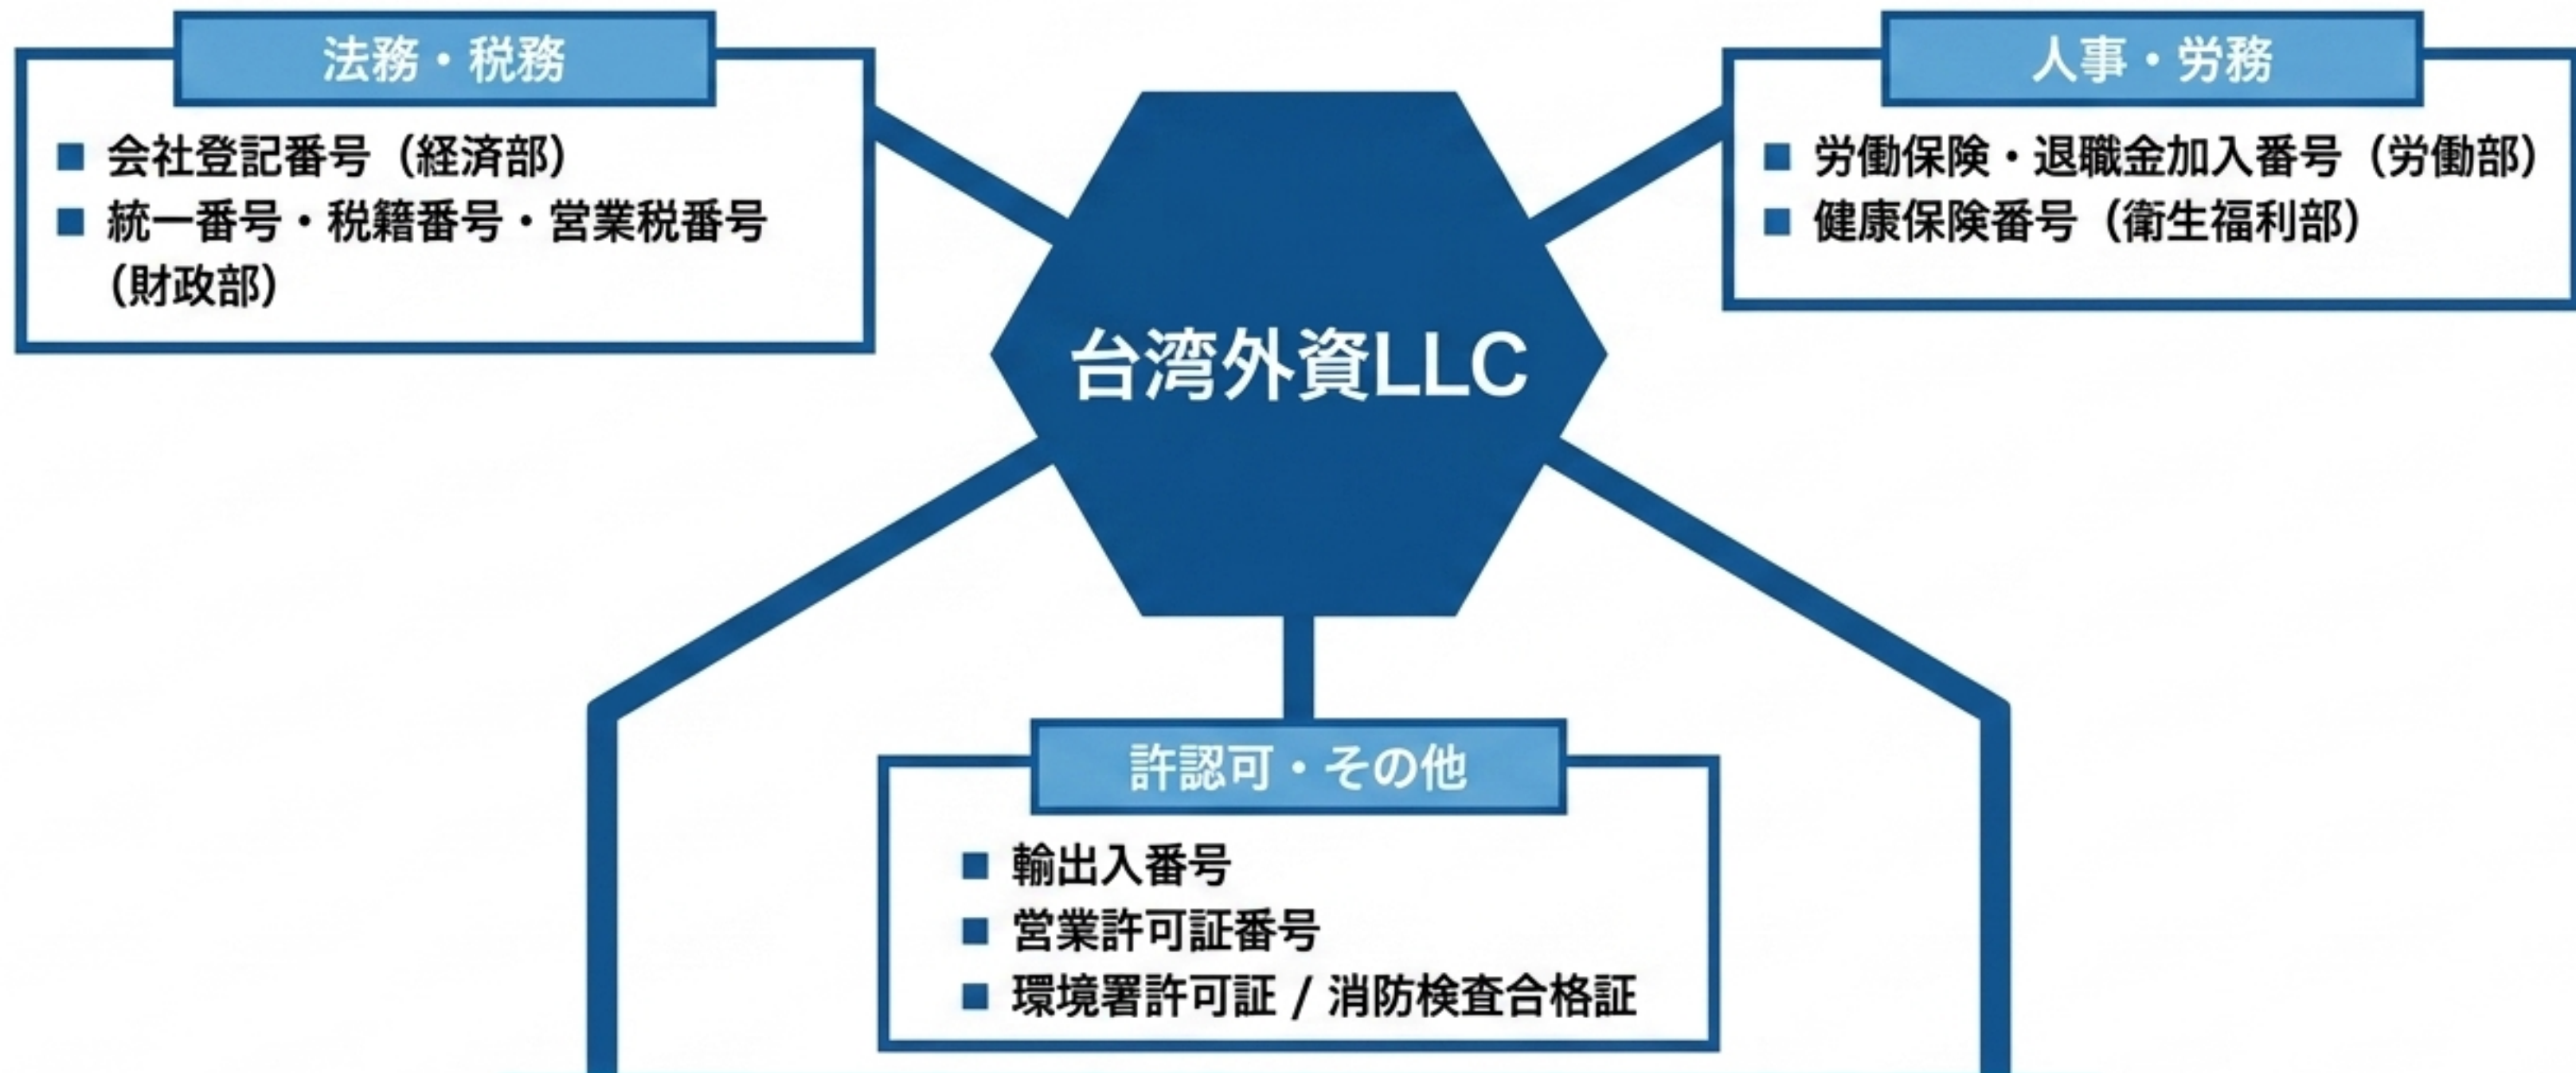 法務・税務
■ 会社登記番号（経済部）
■ 統一番号・税籍番号・営業税番号
（財政部）
人事・労務
■ 労働保険・退職金加入番号（労働部）
■ 健康保険番号（衛生福利部）
台湾外資LLC
許認可・その他
■ 輸出入番号
■ 営業許可証番号
■ 環境署許可証 / 消防検査合格証